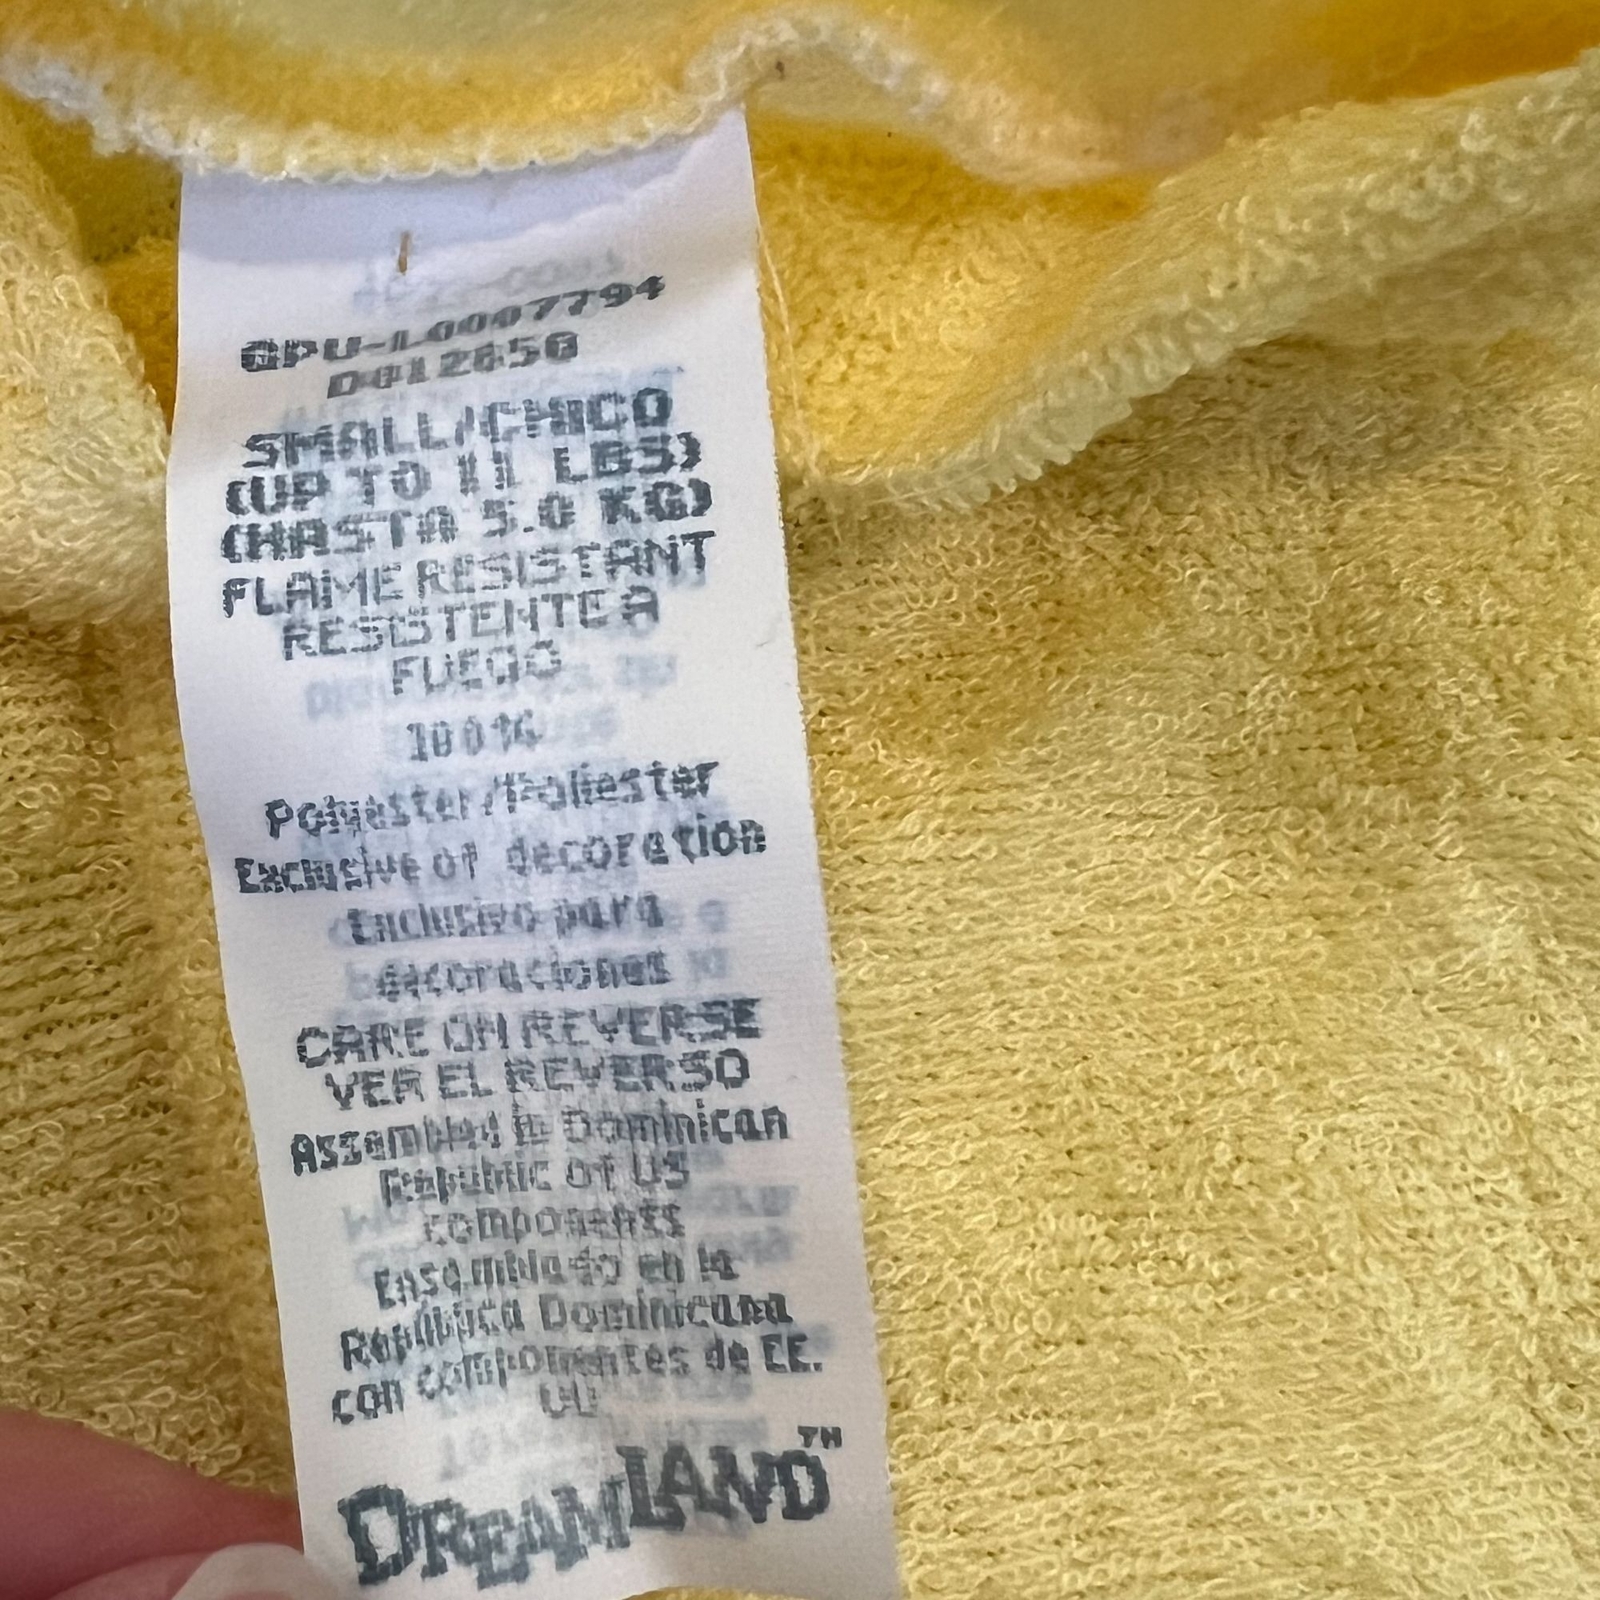 GPU-L0007794
D012650
SMALL/CHICO
(UP TO 11 LBS)
(HASTA 5.0 KG)
FLAME RESISTANT
RESISTENTE A
FUEGO
100%
Polyester/Poliester
Exclusive of decoration
Exclusivo para
decoraciones
CARE ON REVERSE
VER EL REVERSO
Assembled in Dominican
Republic of US
components
Ensamblado en la
República Dominicana
con componentes de EE.
UU
DREAMLAND™